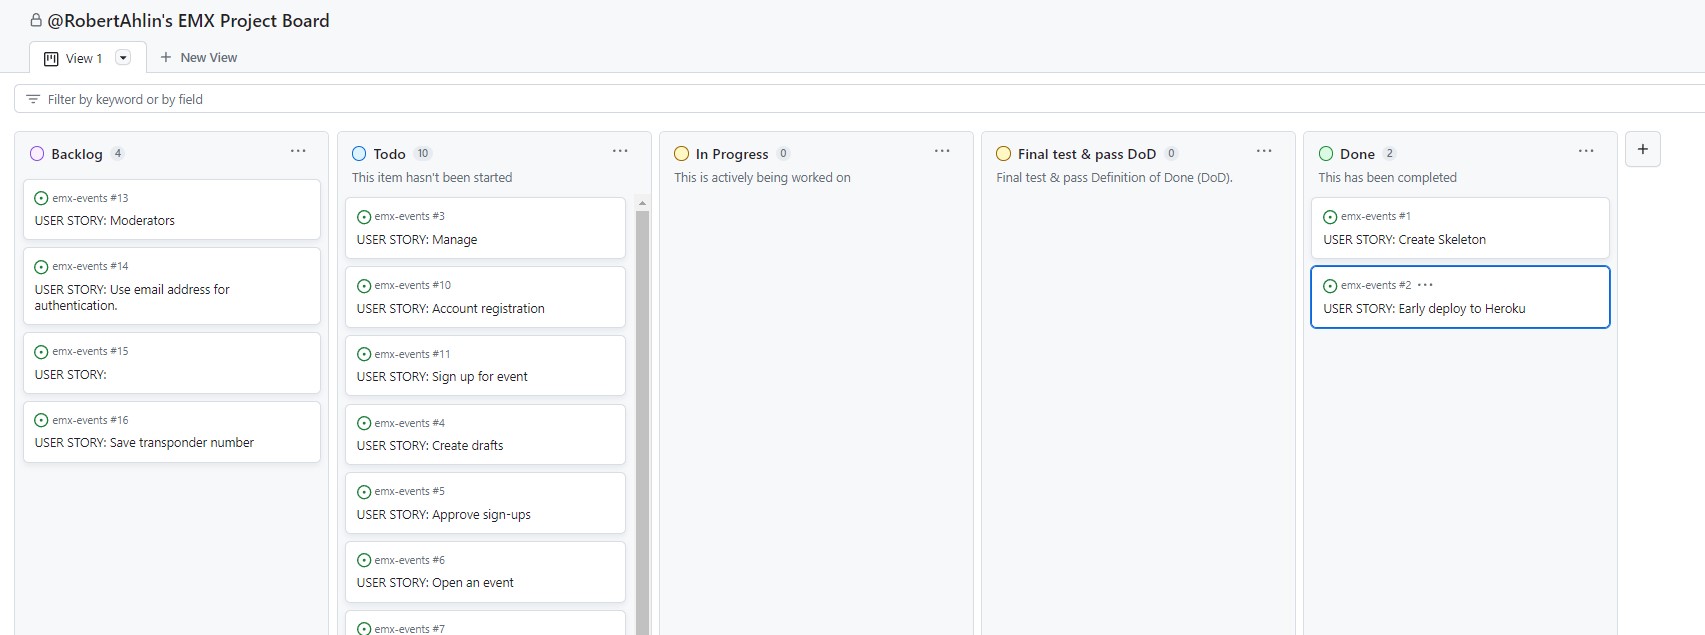 @RobertAhlin's EMX Project Board
View 1
New View
Filter by keyword or by field
Backlog 4
emx-events #13
USER STORY: Moderators
emx-events #14
USER STORY: Use email address for
authentication.
emx-events #15
USER STORY:
emx-events #16
USER STORY: Save transponder number
Todo 10
This item hasn't been started
emx-events #3
USER STORY: Manage
emx-events #10
USER STORY: Account registration
emx-events #11
USER STORY: Sign up for event
emx-events #4
USER STORY: Create drafts
emx-events #5
USER STORY: Approve sign-ups
emx-events #6
USER STORY: Open an event
emx-events #7
In Progress 0
This is actively being worked on
Final test & pass DoD 0
Final test & pass Definition of Done (DoD).
Done 2
This has been completed
emx-events #1
USER STORY: Create Skeleton
emx-events #2
USER STORY: Early deploy to Heroku